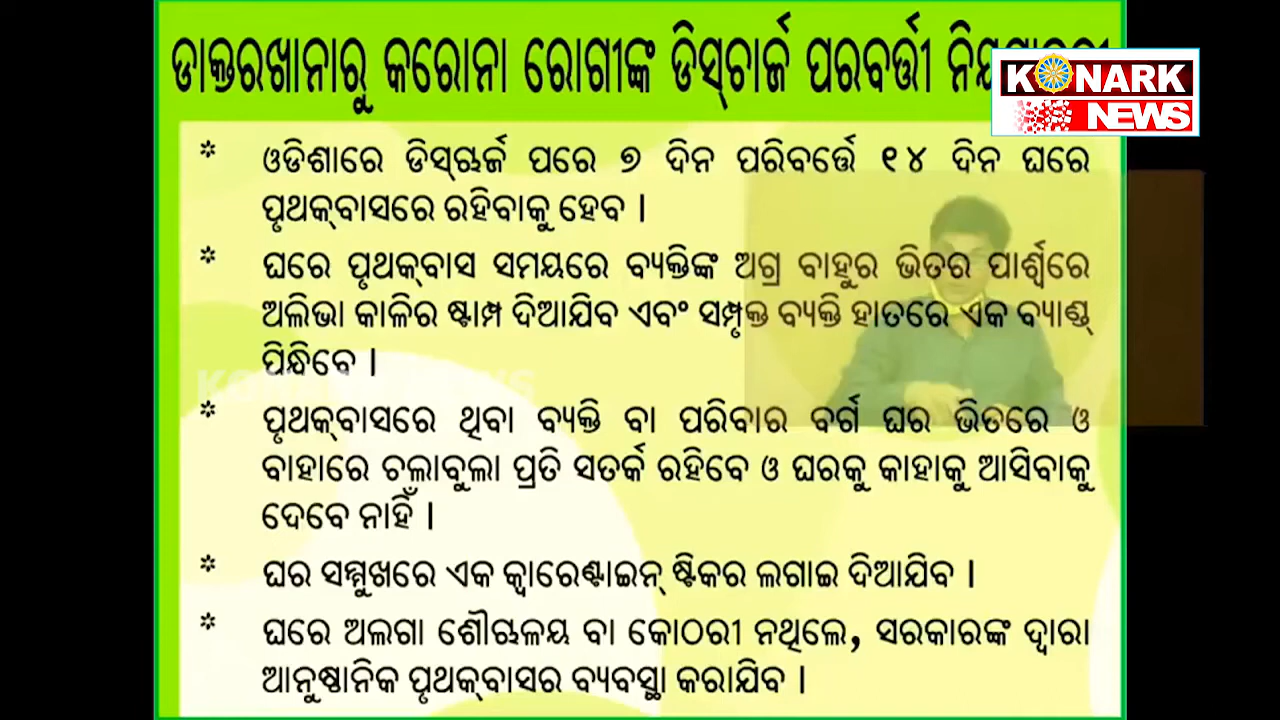 ଡାକ୍ତରଖାନାରୁ କରୋନା ରୋଗୀଙ୍କ ଡିସ୍‌ଚାର୍ଜ ପରବର୍ତ୍ତୀ
KONARK
NEWS
* ଓଡିଶାରେ ଡିସ୍‌ଚାର୍ଜ ପରେ ୭ ଦିନ ପରିବର୍ତ୍ତେ ୧୪ ଦିନ ଘରେ
ପୃଥକ୍‌ବାସରେ ରହିବାକୁ ହେବ ।
* ଘରେ ପୃଥକ୍‌ବାସ ସମୟରେ ବ୍ୟକ୍ତିଙ୍କ ଅଗ୍ର ବାହୁର ଭିତର ପାର୍ଶ୍ୱରେ
ଅଲିଭା କାଳିର ଷ୍ଟାମ୍ପ ଦିଆଯିବ ଏବଂ ସମ୍ପୃକ୍ତ ବ୍ୟକ୍ତି ହାତରେ ଏକ ବ୍ୟାଣ୍ଡ୍
ପିନ୍ଧିବେ ।
* ପୃଥକ୍‌ବାସରେ ଥିବା ବ୍ୟକ୍ତି ବା ପରିବାର ବର୍ଗ ଘର ଭିତରେ ଓ
ବାହାରେ ଚଲାବୁଲା ପ୍ରତି ସତର୍କ ରହିବେ ଓ ଘରକୁ କାହାକୁ ଆସିବାକୁ
ଦେବେ ନାହିଁ ।
* ଘର ସମ୍ମୁଖରେ ଏକ କ୍ୱାରେଣ୍ଟାଇନ୍ ଷ୍ଟିକର ଲଗାଇ ଦିଆଯିବ ।
* ଘରେ ଅଲଗା ଶୌଚାଳୟ ବା କୋଠରୀ ନଥିଲେ, ସରକାରଙ୍କ ଦ୍ୱାରା
ଆନୁଷ୍ଠାନିକ ପୃଥକ୍‌ବାସର ବ୍ୟବସ୍ଥା କରାଯିବ ।